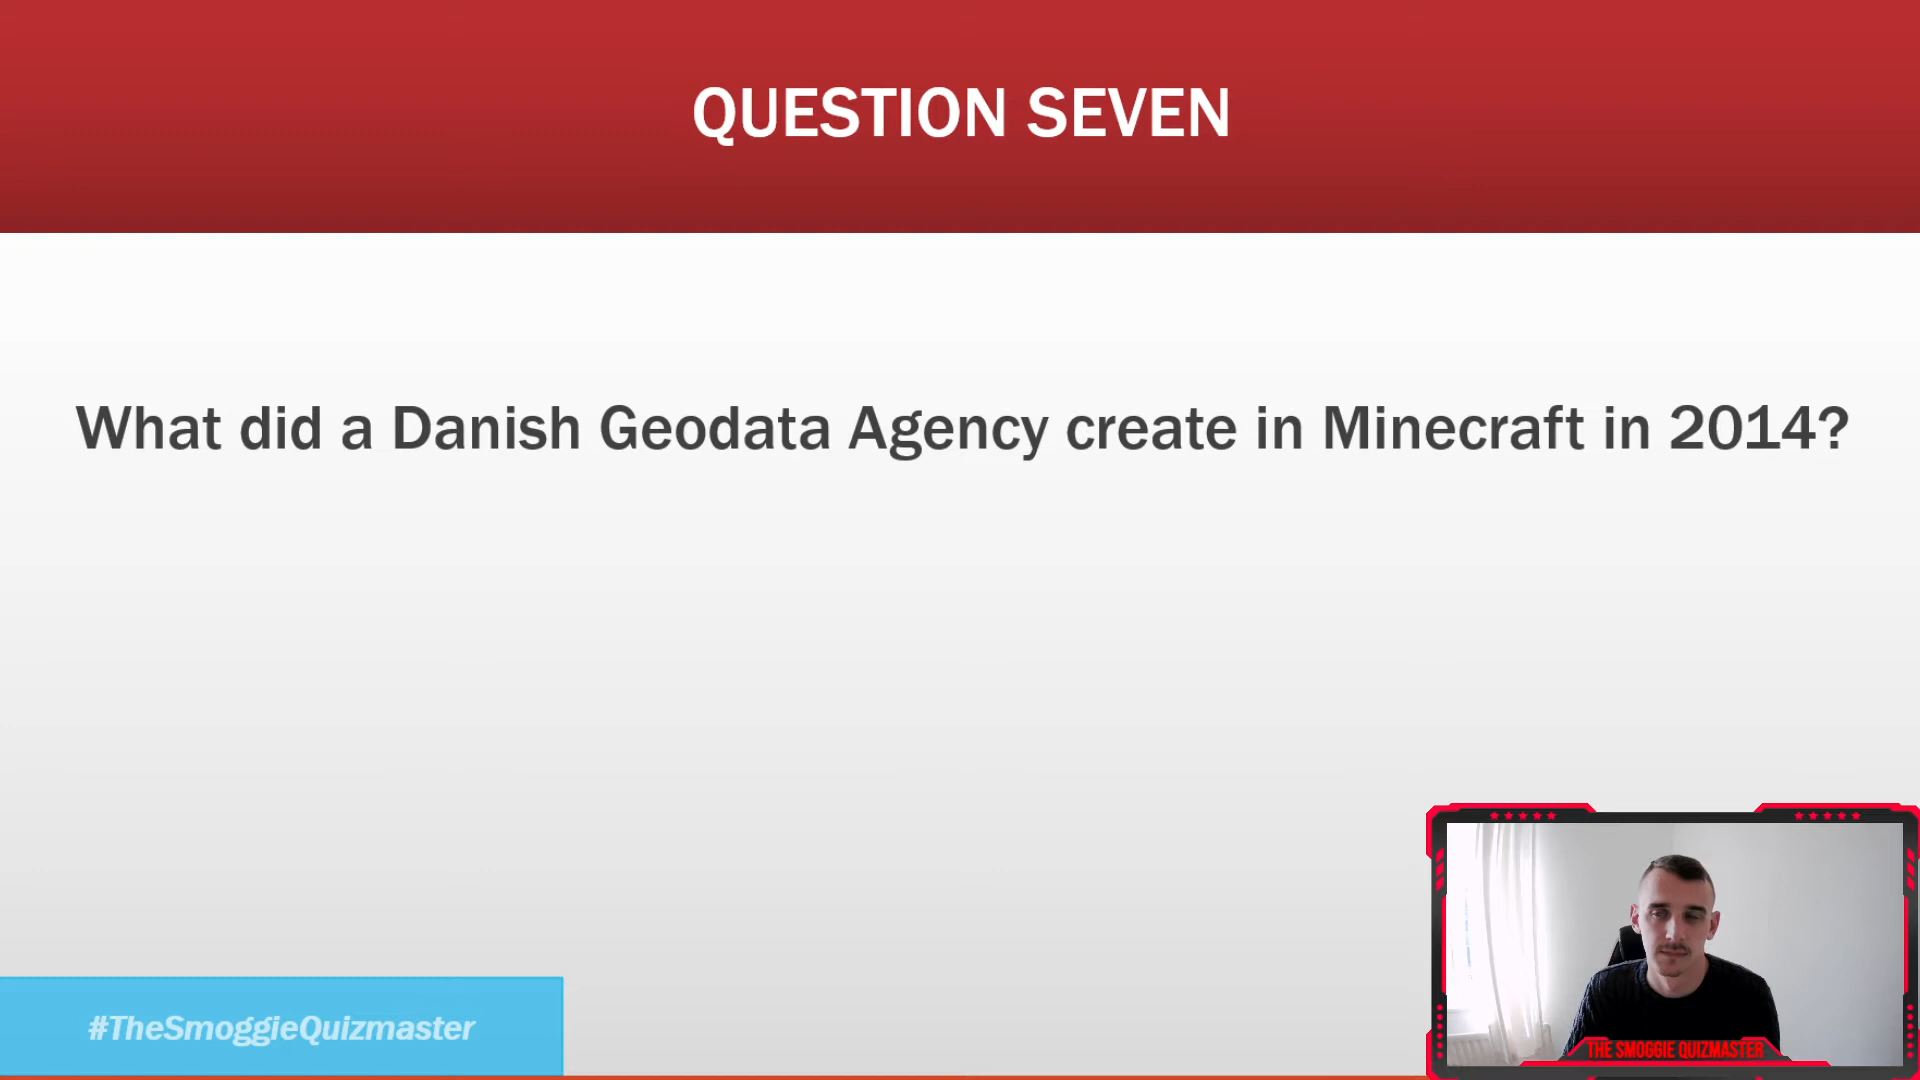 QUESTION SEVEN
What did a Danish Geodata Agency create in Minecraft in 2014?
#TheSmoggieQuizmaster
THE SMOGGIE QUIZMASTER